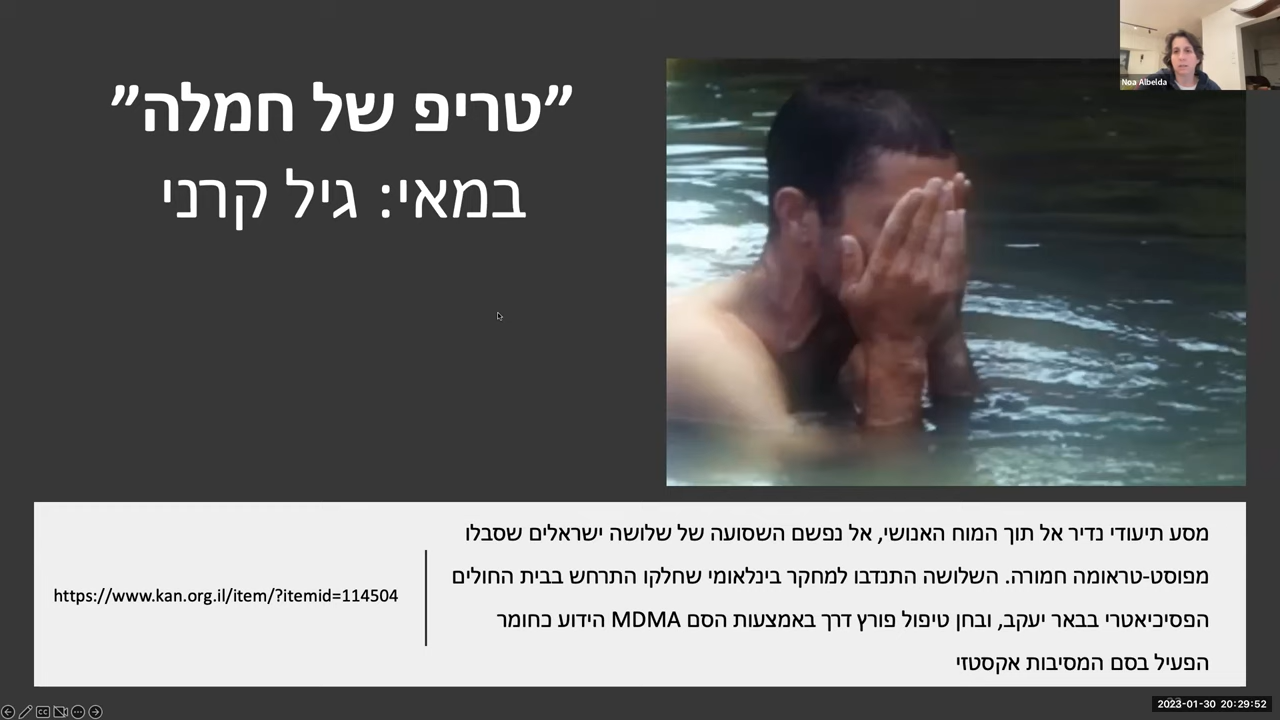 Noa Albelda
"טריפ של חמלה"
במאי: גיל קרני
מסע תיעודי נדיר אל תוך המוח האנושי, אל נפשם השסועה של שלושה ישראלים שסבלו
מפוסט-טראומה חמורה. השלושה התנדבו למחקר בינלאומי שחלקו התרחש בבית החולים
הפסיכיאטרי בבאר יעקב, ובחן טיפול פורץ דרך באמצעות הסם MDMA הידוע כחומר
הפעיל בסם המסיבות אקסטזי
https://www.kan.org.il/item/?itemid=114504
2023-01-30 20:29:52